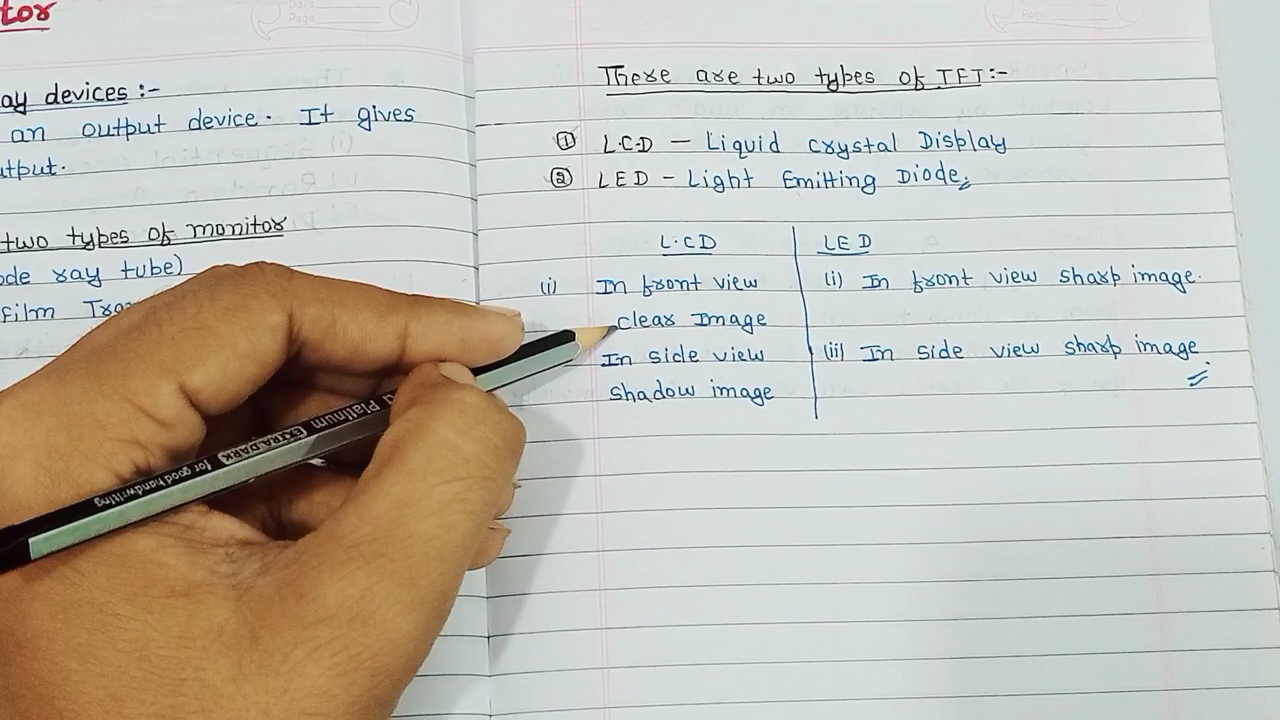 tor
ay devices :-
an output device. It gives
utput.
two types of monitor
ode ray tube)
Film
There are two types of TFT:-
① L.C.D - Liquid crystal Display
② LED - Light Emitting Diode
L.C.D LED
(i) In front view (i) In front view sharp image.
clear Image
In side view (ii) In side view sharp image.
shadow image
Platinum EXTRA DARK for good handwriting